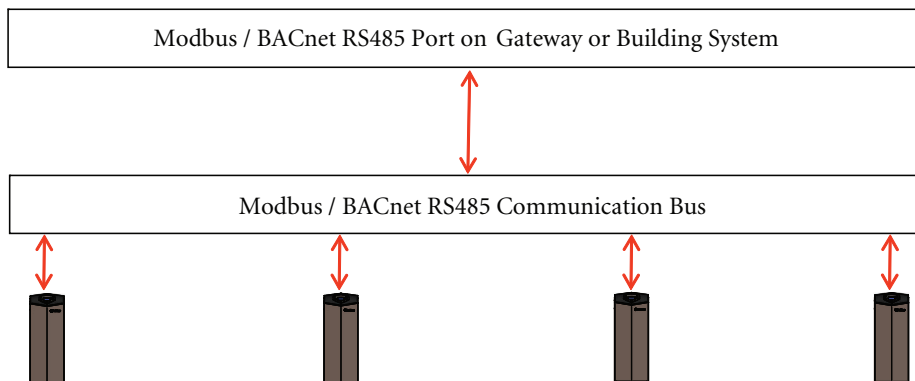 Modbus / BACnet RS485 Port on Gateway or Building System
Modbus / BACnet RS485 Communication Bus